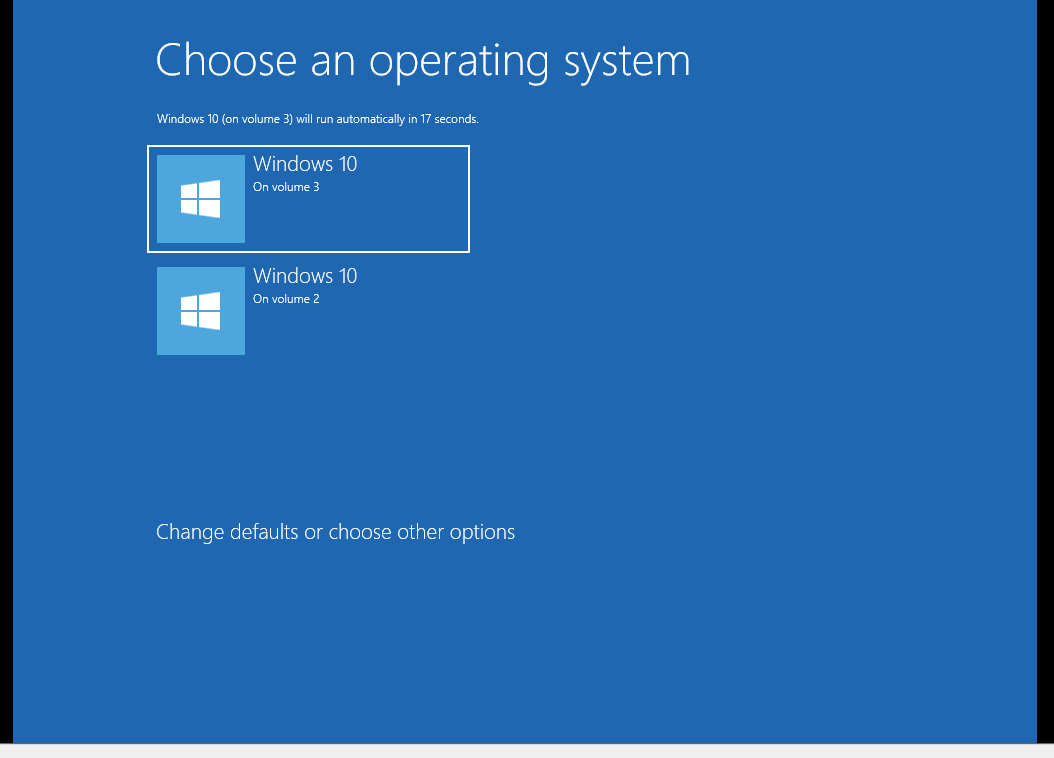 Choose an operating system
Windows 10 (on volume 3) will run automatically in 17 seconds.
Windows 10
On volume 3
Windows 10
On volume 2
Change defaults or choose other options